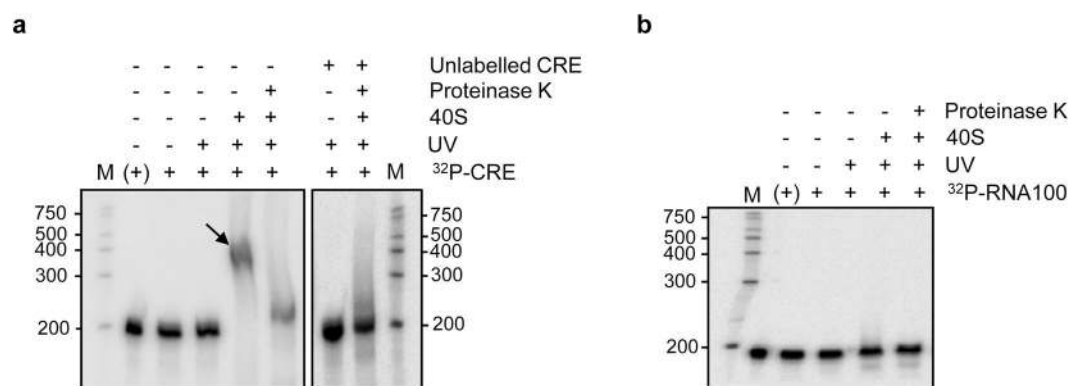 a
- - - - - + + Unlabelled CRE
- - - - + - + Proteinase K
- - - + + - + 40S
- - + + + + + UV
M (+) + + + + + + ³²P-CRE M
750
500
400
300
200
750
500
400
300
200
b
- - - - + Proteinase K
- - - + + 40S
- - + + + UV
M (+) + + + + ³²P-RNA100
750
500
400
300
200